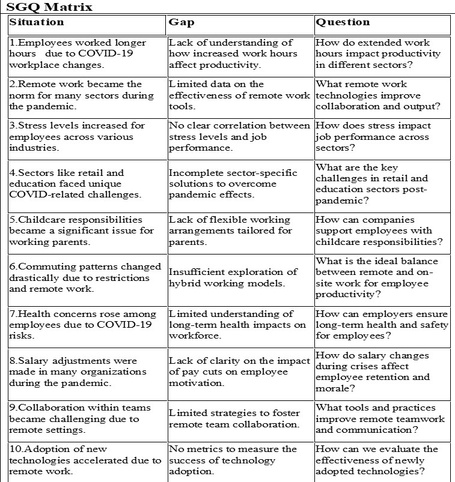 SGQ Matrix
Situation
Gap
Question
1.Employees worked longer
hours due to COVID-19
workplace changes.
Lack of understanding of
how increased work hours
affect productivity.
How do extended work
hours impact productivity
in different sectors?
2.Remote work became the
norm for many sectors during
the pandemic.
Limited data on the
effectiveness of remote work
tools.
What remote work
technologies improve
collaboration and output?
3.Stress levels increased for
employees across various
industries.
No clear correlation between
stress levels and job
performance.
How does stress impact
job performance across
sectors?
4.Sectors like retail and
education faced unique
COVID-related challenges.
Incomplete sector-specific
solutions to overcome
pandemic effects.
What are the key
challenges in retail and
education sectors post-
pandemic?
5.Childcare responsibilities
became a significant issue for
working parents.
Lack of flexible working
arrangements tailored for
parents.
How can companies
support employees with
childcare responsibilities?
6.Commuting patterns changed
drastically due to restrictions
and remote work.
Insufficient exploration of
hybrid working models.
What is the ideal balance
between remote and on-
site work for employee
productivity?
7.Health concerns rose among
employees due to COVID-19
risks.
Limited understanding of
long-term health impacts on
workforce.
How can employers ensure
long-term health and safety
for employees?
8.Salary adjustments were
made in many organizations
during the pandemic.
Lack of clarity on the impact
of pay cuts on employee
motivation.
How do salary changes
during crises affect
employee retention and
morale?
9.Collaboration within teams
became challenging due to
remote settings.
Limited strategies to foster
remote team collaboration.
What tools and practices
improve remote teamwork
and communication?
10.Adoption of new
technologies accelerated due to
remote work.
No metrics to measure the
success of technology
adoption.
How can we evaluate the
effectiveness of newly
adopted technologies?